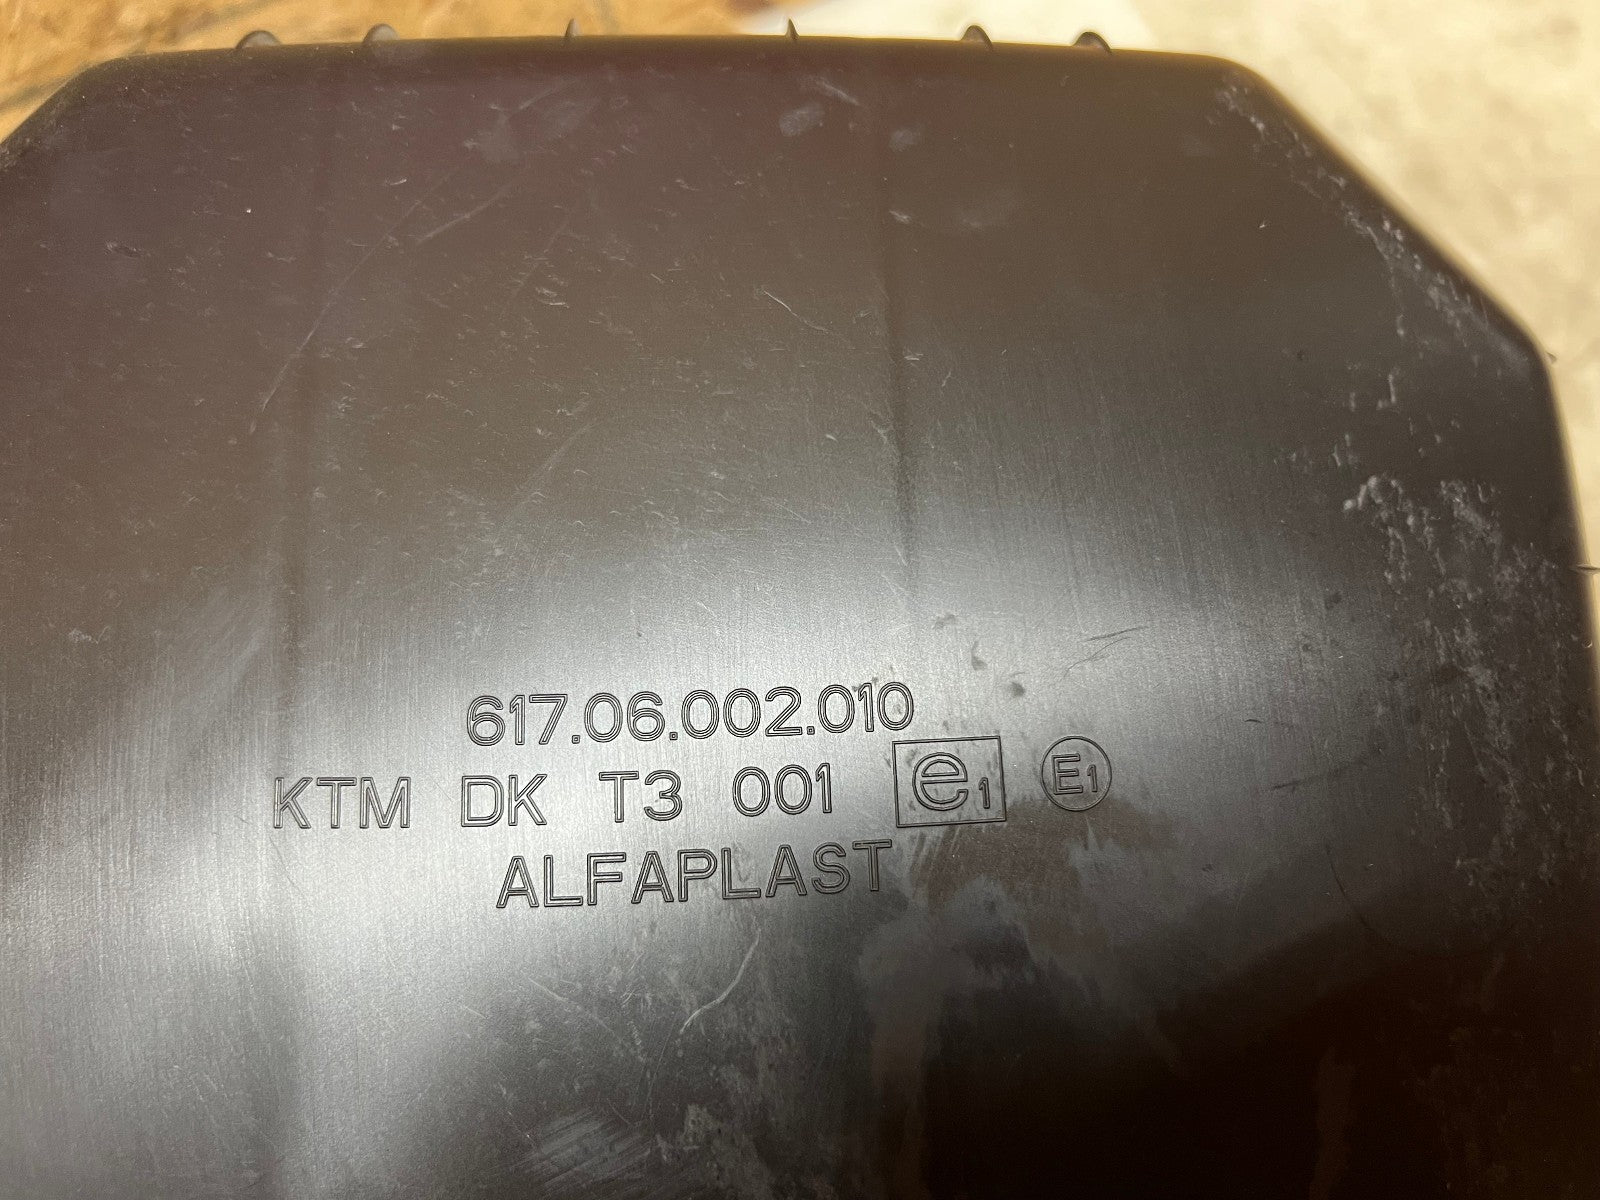 617.06.002.010
KTM DK T3 001 e1 E1
ALFAPLAST